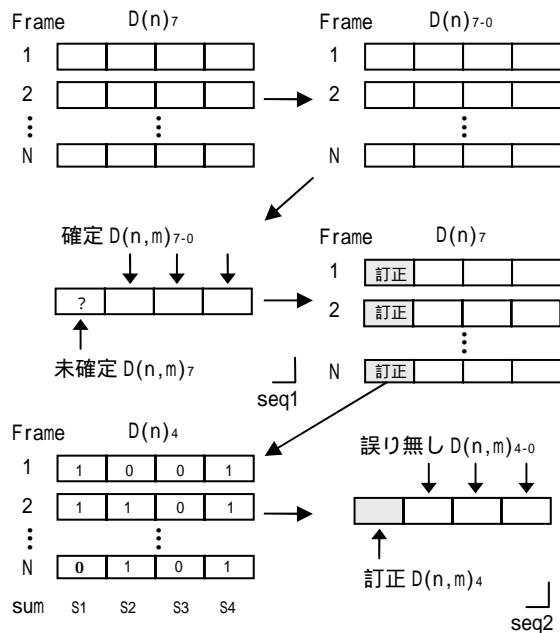 Frame D(n)7
1
2
⋮ ⋮
N
Frame D(n)7-0
1
2
⋮ ⋮
N
確定 D(n,m)7-0
?
未確定 D(n,m)7
seq1
Frame D(n)7
1 訂正
2 訂正
⋮
N 訂正
Frame D(n)4
1 1 0 0 1
2 1 1 0 1
⋮ ⋮
N 0 1 0 1
sum S1 S2 S3 S4
誤り無し D(n,m)4-0
訂正 D(n,m)4
seq2